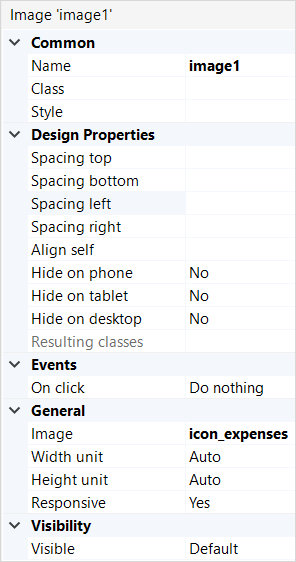 Image 'image1'
Common
Name image1
Class
Style
Design Properties
Spacing top
Spacing bottom
Spacing left
Spacing right
Align self
Hide on phone No
Hide on tablet No
Hide on desktop No
Resulting classes
Events
On click Do nothing
General
Image icon_expenses
Width unit Auto
Height unit Auto
Responsive Yes
Visibility
Visible Default